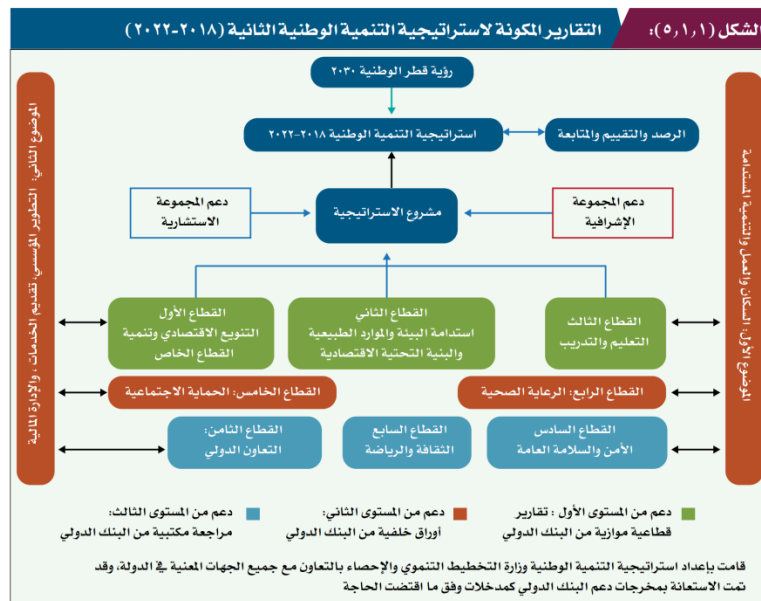 الشكل (٥,١,١):
التقارير المكونة لاستراتيجية التنمية الوطنية الثانية (٢٠١٨-٢٠٢٢)
رؤية قطر الوطنية ٢٠٣٠
الرصد والتقييم والمتابعة
استراتيجية التنمية الوطنية ٢٠١٨-٢٠٢٢
دعم المجموعة
الإشرافية
مشروع الاستراتيجية
دعم المجموعة
الاستشارية
الموضوع الأول: السكان والعمل والتنمية المستدامة
الموضوع الثاني: التطوير المؤسسي، تقديم الخدمات، والإدارة المالية
القطاع الثالث
التعليم والتدريب
القطاع الثاني
استدامة البيئة والموارد الطبيعية
والبنية التحتية الاقتصادية
القطاع الأول
التنويع الاقتصادي وتنمية
القطاع الخاص
القطاع الرابع: الرعاية الصحية
القطاع الخامس: الحماية الاجتماعية
القطاع السادس
الأمن والسلامة العامة
القطاع السابع
الثقافة والرياضة
القطاع الثامن:
التعاون الدولي
دعم من المستوى الأول : تقارير
قطاعية موازية من البنك الدولي
دعم من المستوى الثاني:
أوراق خلفية من البنك الدولي
دعم من المستوى الثالث:
مراجعة مكتبية من البنك الدولي
قامت بإعداد استراتيجية التنمية الوطنية وزارة التخطيط التنموي والإحصاء بالتعاون مع جميع الجهات المعنية في الدولة، وقد
تمت الاستعانة بمخرجات دعم البنك الدولي كمدخلات وفق ما اقتضت الحاجة